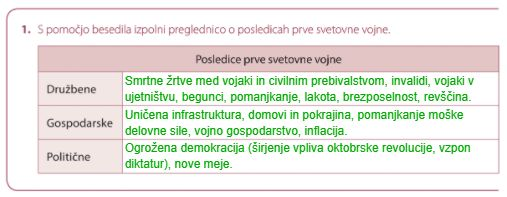 1. S pomočjo besedila izpolni preglednico o posledicah prve svetovne vojne.
Posledice prve svetovne vojne
Družbene
Smrtne žrtve med vojaki in civilnim prebivalstvom, invalidi, vojaki v
ujetništvu, begunci, pomanjkanje, lakota, brezposelnost, revščina.
Gospodarske
Uničena infrastruktura, domovi in pokrajina, pomanjkanje moške
delovne sile, vojno gospodarstvo, inflacija.
Politične
Ogrožena demokracija (širjenje vpliva oktobrske revolucije, vzpon
diktatur), nove meje.